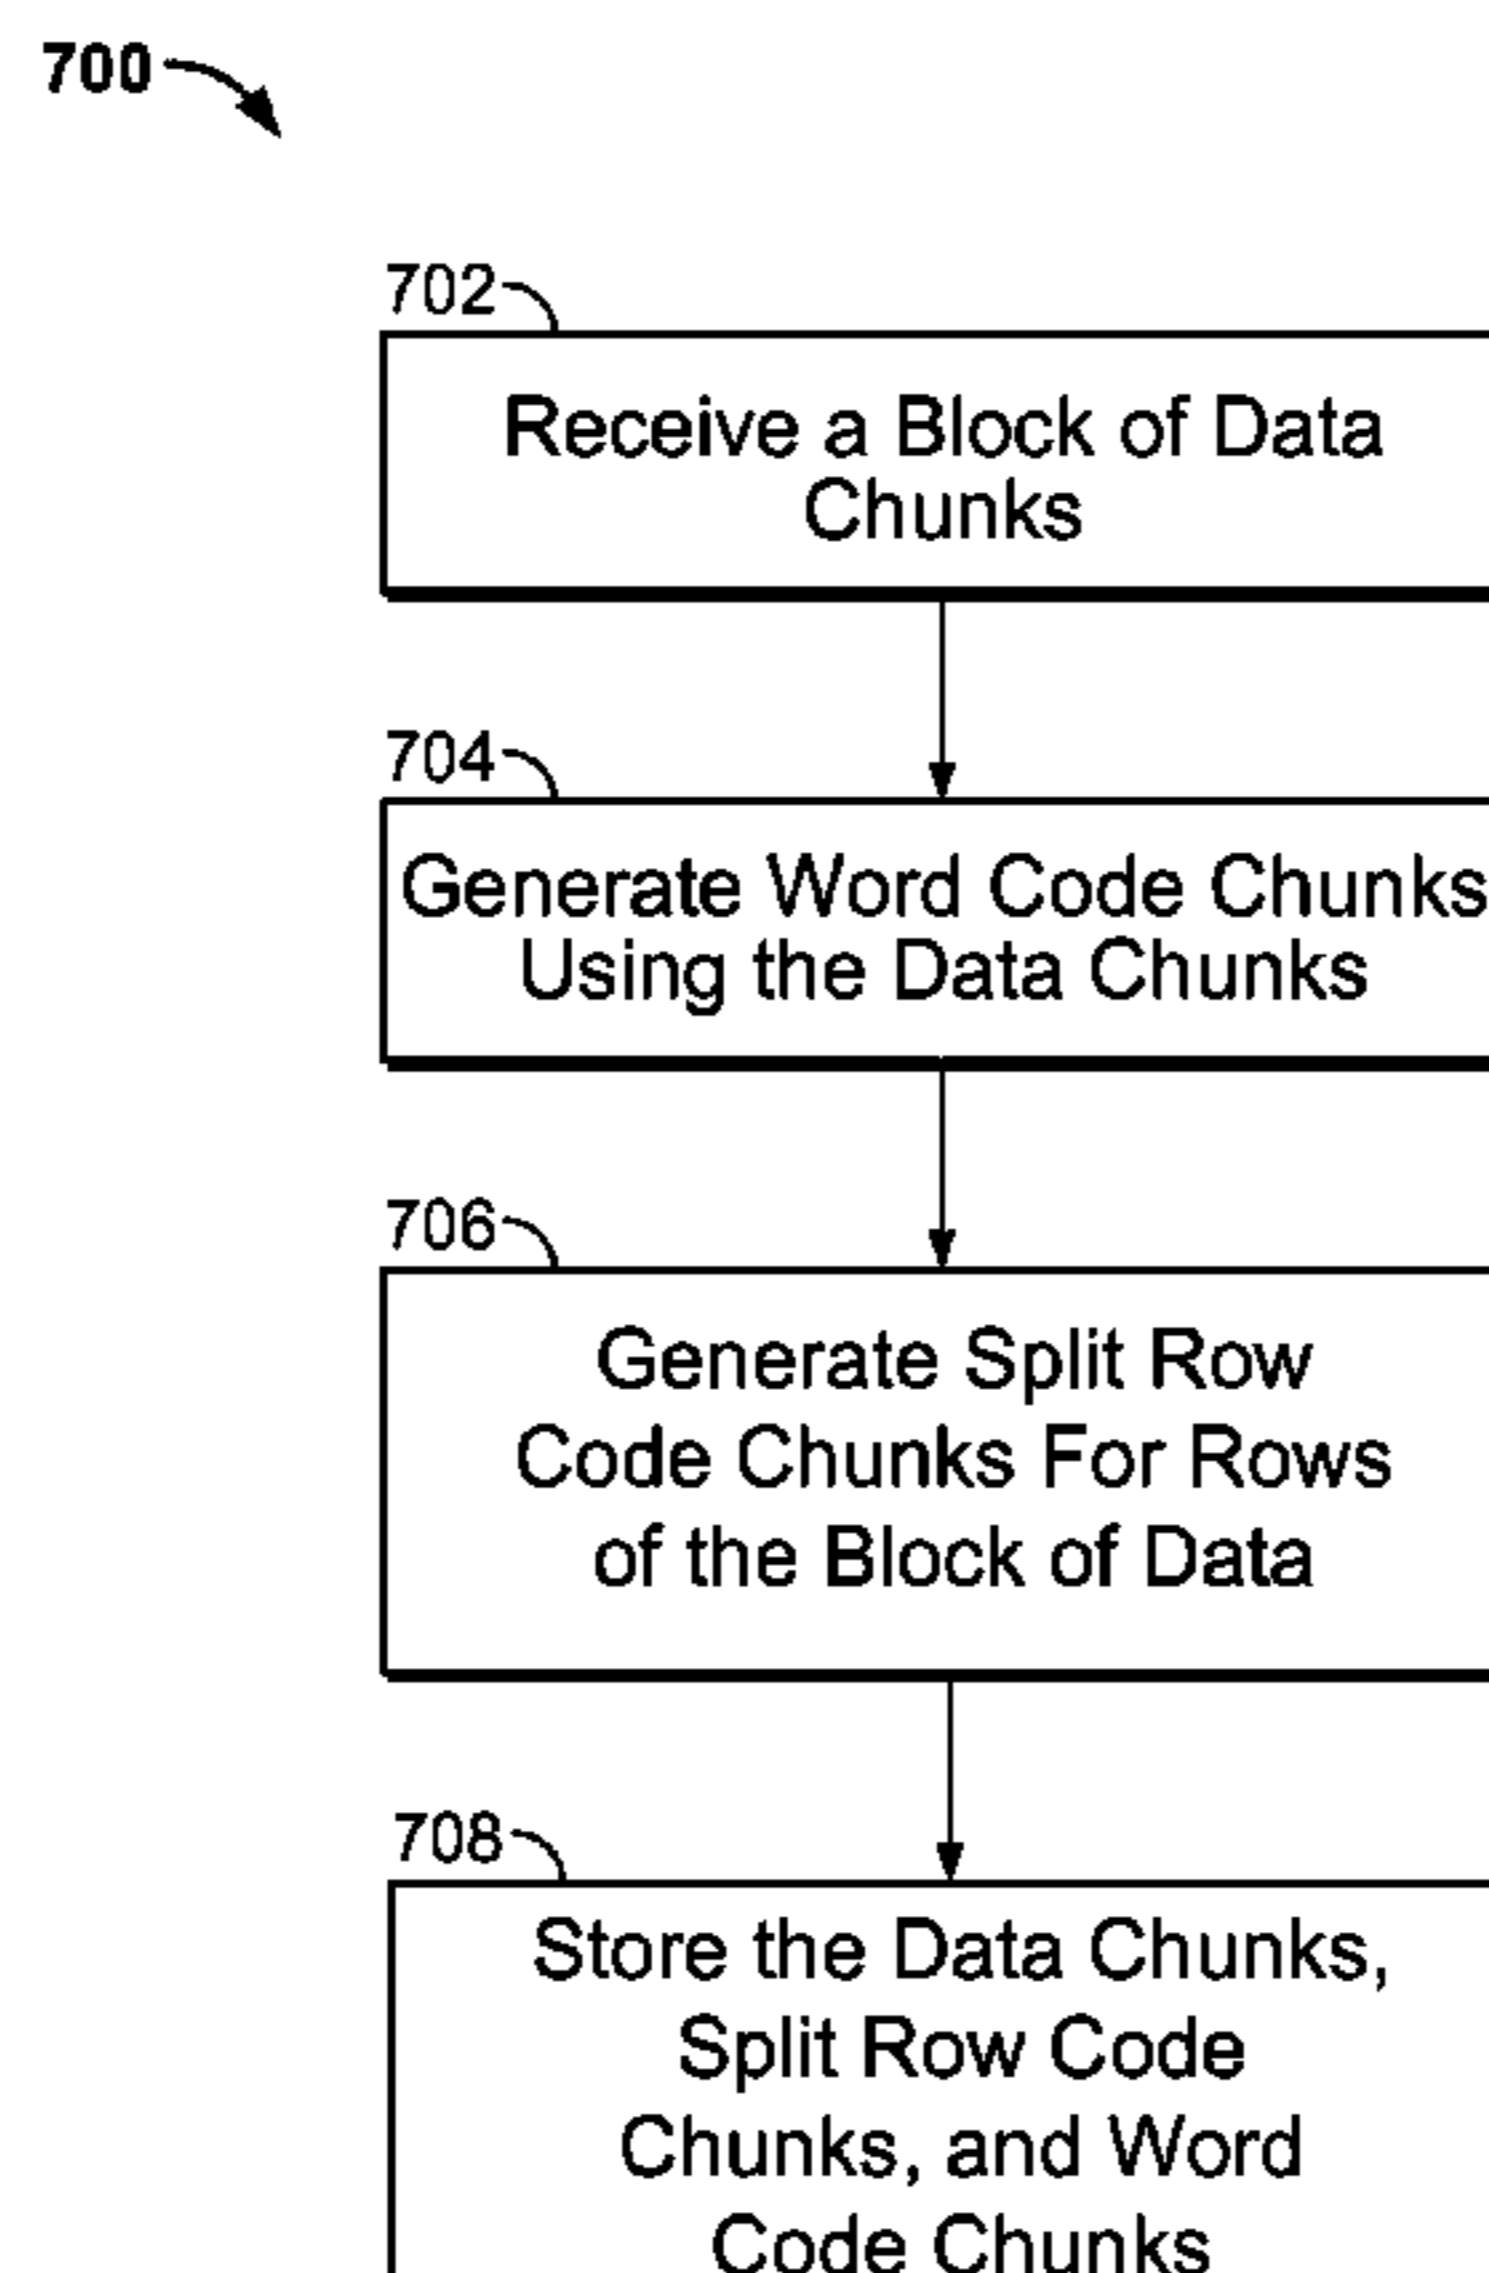 700
702
Receive a Block of Data
Chunks
704
Generate Word Code Chunks
Using the Data Chunks
706
Generate Split Row
Code Chunks For Rows
of the Block of Data
708
Store the Data Chunks,
Split Row Code
Chunks, and Word
Code Chunks